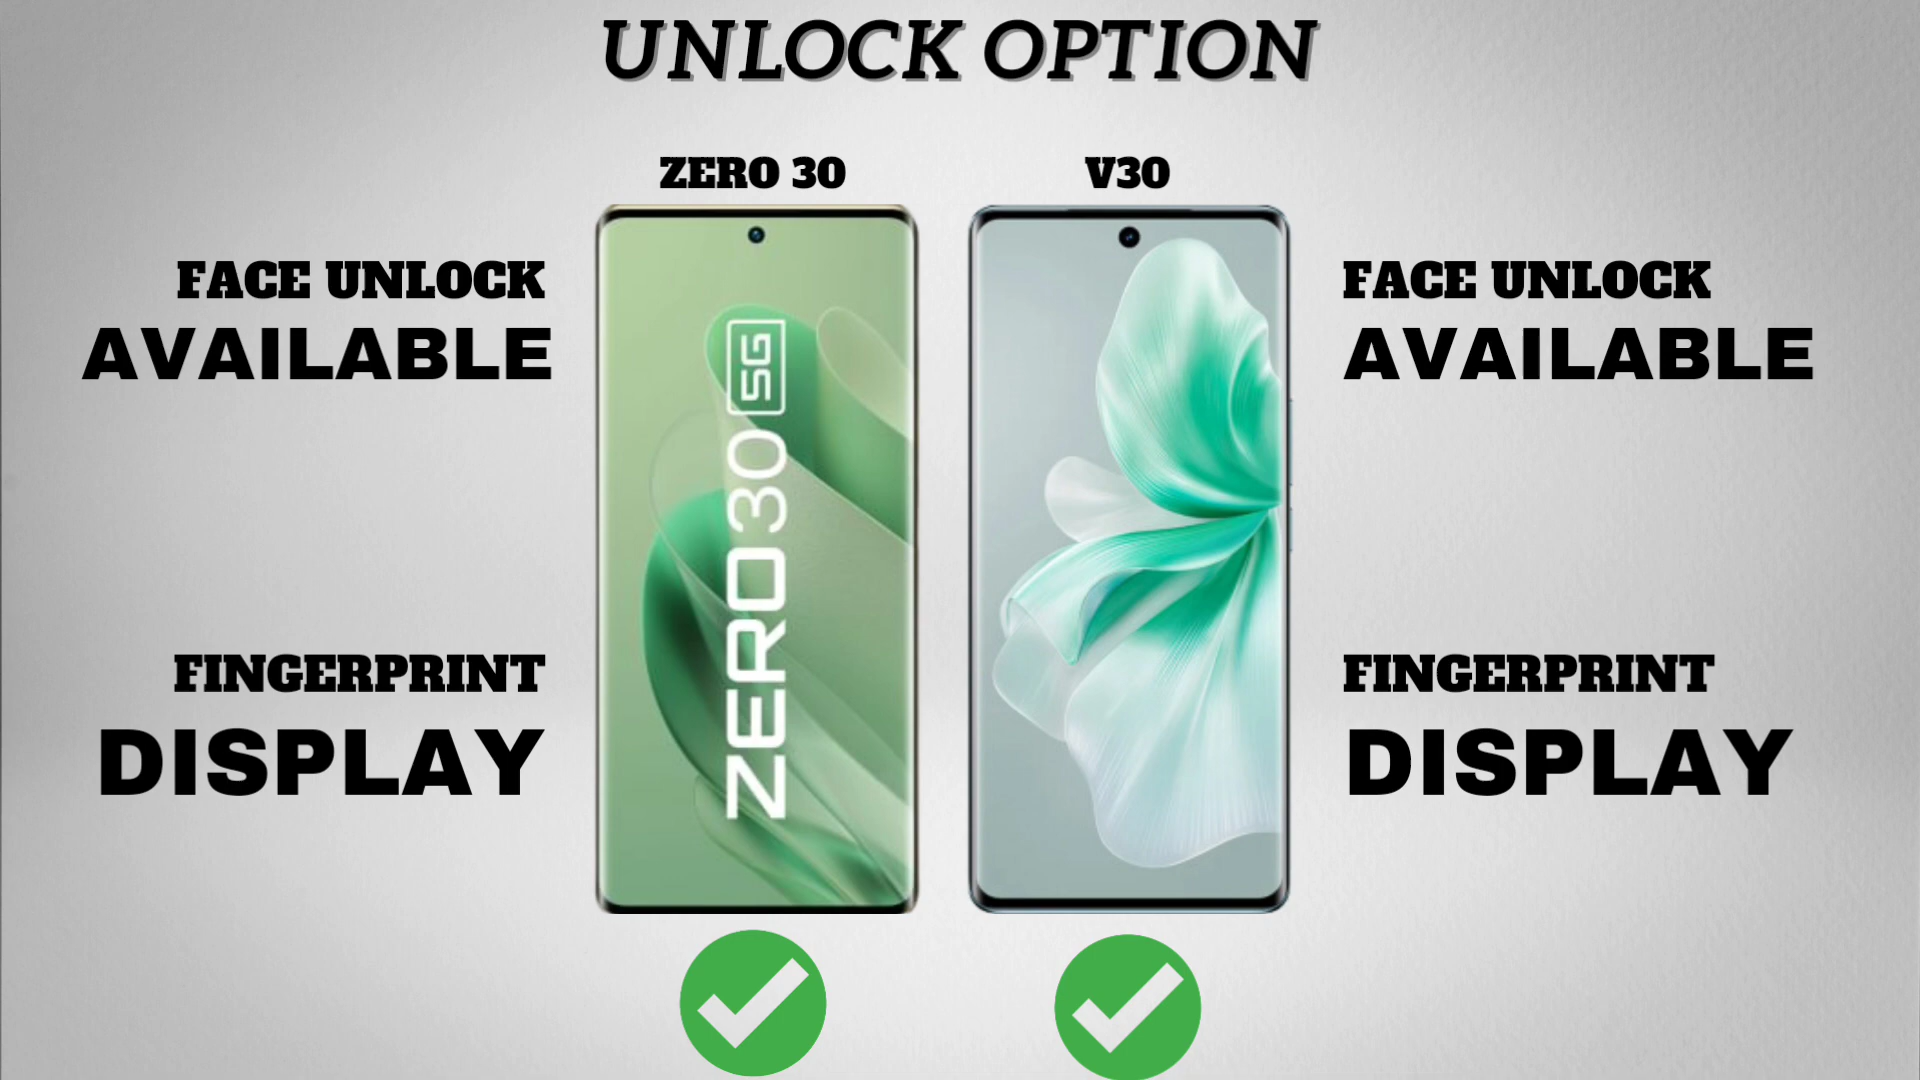 UNLOCK OPTION
ZERO 30
V30
FACE UNLOCK
AVAILABLE
FINGERPRINT
DISPLAY
ZERO 30 5G
FACE UNLOCK
AVAILABLE
FINGERPRINT
DISPLAY